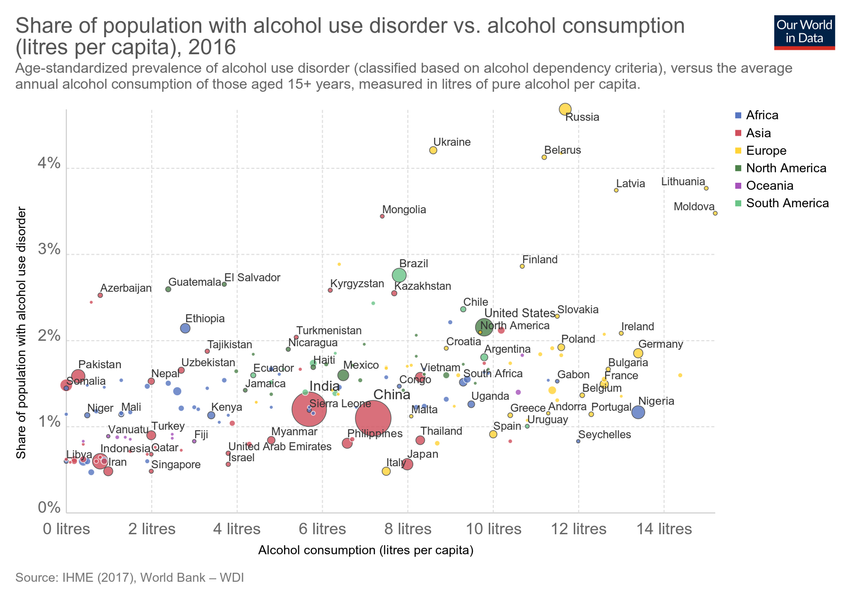 Share of population with alcohol use disorder vs. alcohol consumption
(litres per capita), 2016
Our World
in Data
Age-standardized prevalence of alcohol use disorder (classified based on alcohol dependency criteria), versus the average
annual alcohol consumption of those aged 15+ years, measured in litres of pure alcohol per capita.
Africa
Asia
Europe
North America
Oceania
South America
Share of population with alcohol use disorder
4%
3%
2%
1%
0%
Russia
Ukraine
Belarus
Latvia
Lithuania
Moldova
Mongolia
Finland
Brazil
Guatemala
El Salvador
Azerbaijan
Kyrgyzstan
Kazakhstan
Chile
United States
Slovakia
North America
Ethiopia
Turkmenistan
Ireland
Tajikistan
Nicaragua
Croatia
Argentina
Poland
Germany
Pakistan
Uzbekistan
Haiti
Mexico
Bulgaria
Somalia
Nepal
Ecuador
Vietnam
South Africa
Gabon
France
Jamaica
India
Congo
Belgium
China
Uganda
Niger
Mali
Kenya
Sierra Leone
Malta
Greece
Andorra
Portugal
Nigeria
Vanuatu
Turkey
Fiji
Myanmar
Philippines
Thailand
Spain
Uruguay
Seychelles
Libya
Indonesia
Qatar
United Arab Emirates
Iran
Singapore
Israel
Italy
Japan
0 litres
2 litres
4 litres
6 litres
8 litres
10 litres
12 litres
14 litres
Alcohol consumption (litres per capita)
Source: IHME (2017), World Bank – WDI